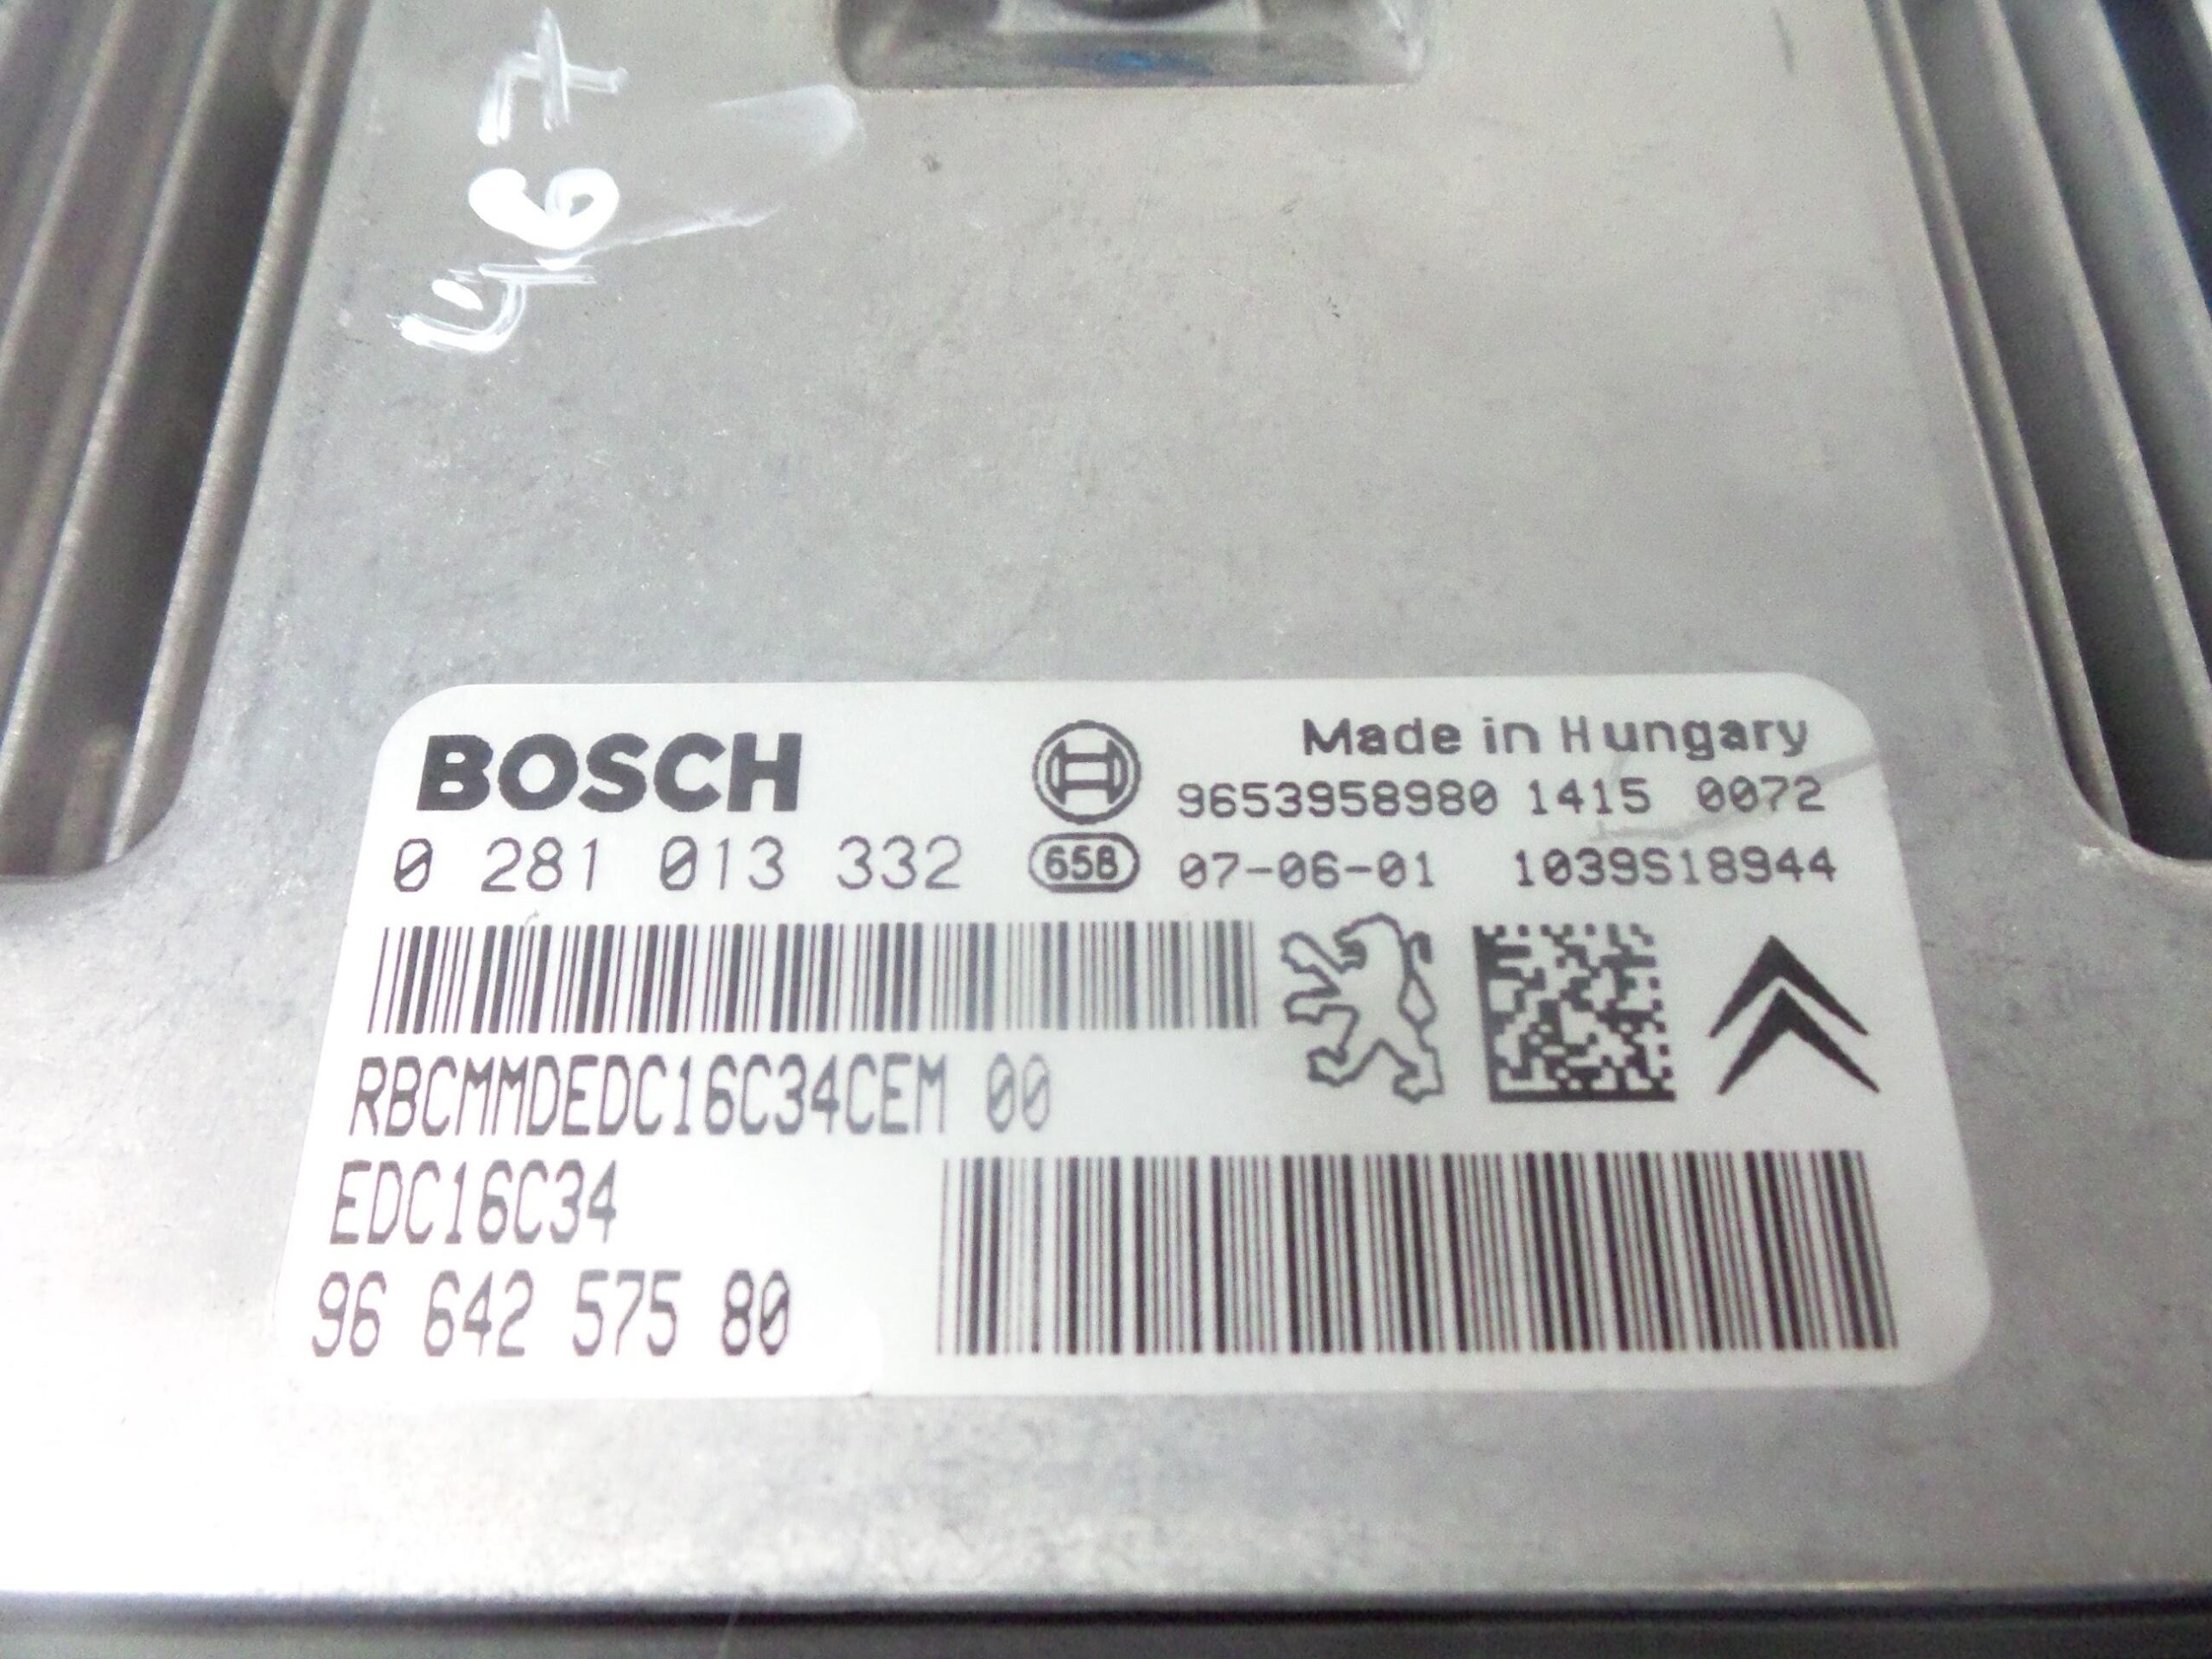 467
BOSCH
Made in Hungary
9653958980 1415 0072
0 281 013 332
658
07-06-01 1039S18944
RBCMMDEDC16C34CEM 00
EDC16C34
96 642 575 80